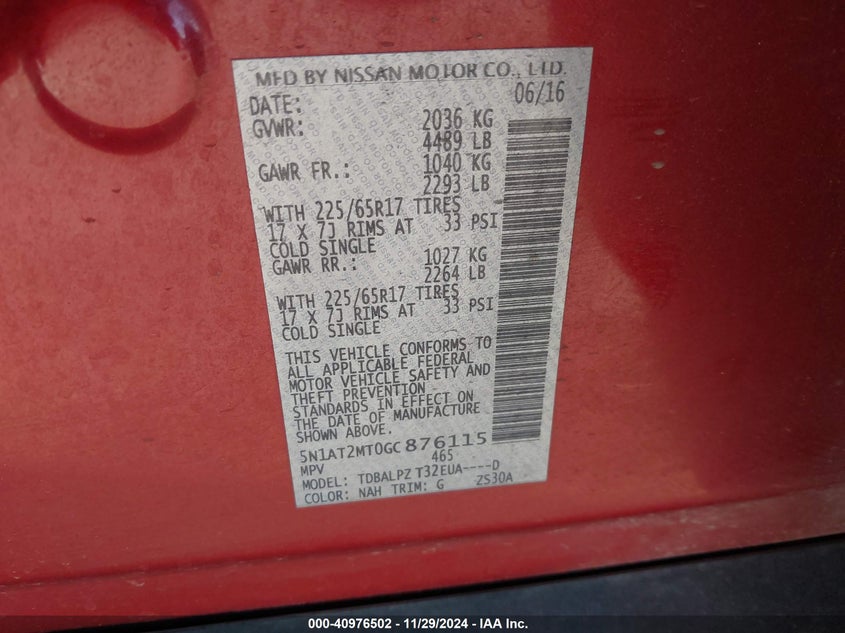 MFD BY NISSAN MOTOR CO., LTD.
DATE: 06/16
GVWR: 2036 KG
4489 LB
GAWR FR.: 1040 KG
2293 LB
WITH 225/65R17 TIRES
17 X 7J RIMS AT 33 PSI
COLD SINGLE
GAWR RR.: 1027 KG
2264 LB
WITH 225/65R17 TIRES
17 X 7J RIMS AT 33 PSI
COLD SINGLE
THIS VEHICLE CONFORMS TO
ALL APPLICABLE FEDERAL
MOTOR VEHICLE SAFETY AND
THEFT PREVENTION
STANDARDS IN EFFECT ON
THE DATE OF MANUFACTURE
SHOWN ABOVE.
5N1AT2MT0GC876115
MPV 465
MODEL: TDBALPZ T32EUA----D
COLOR: NAH TRIM: G ZS30A
000-40976502 - 11/29/2024 - IAA Inc.